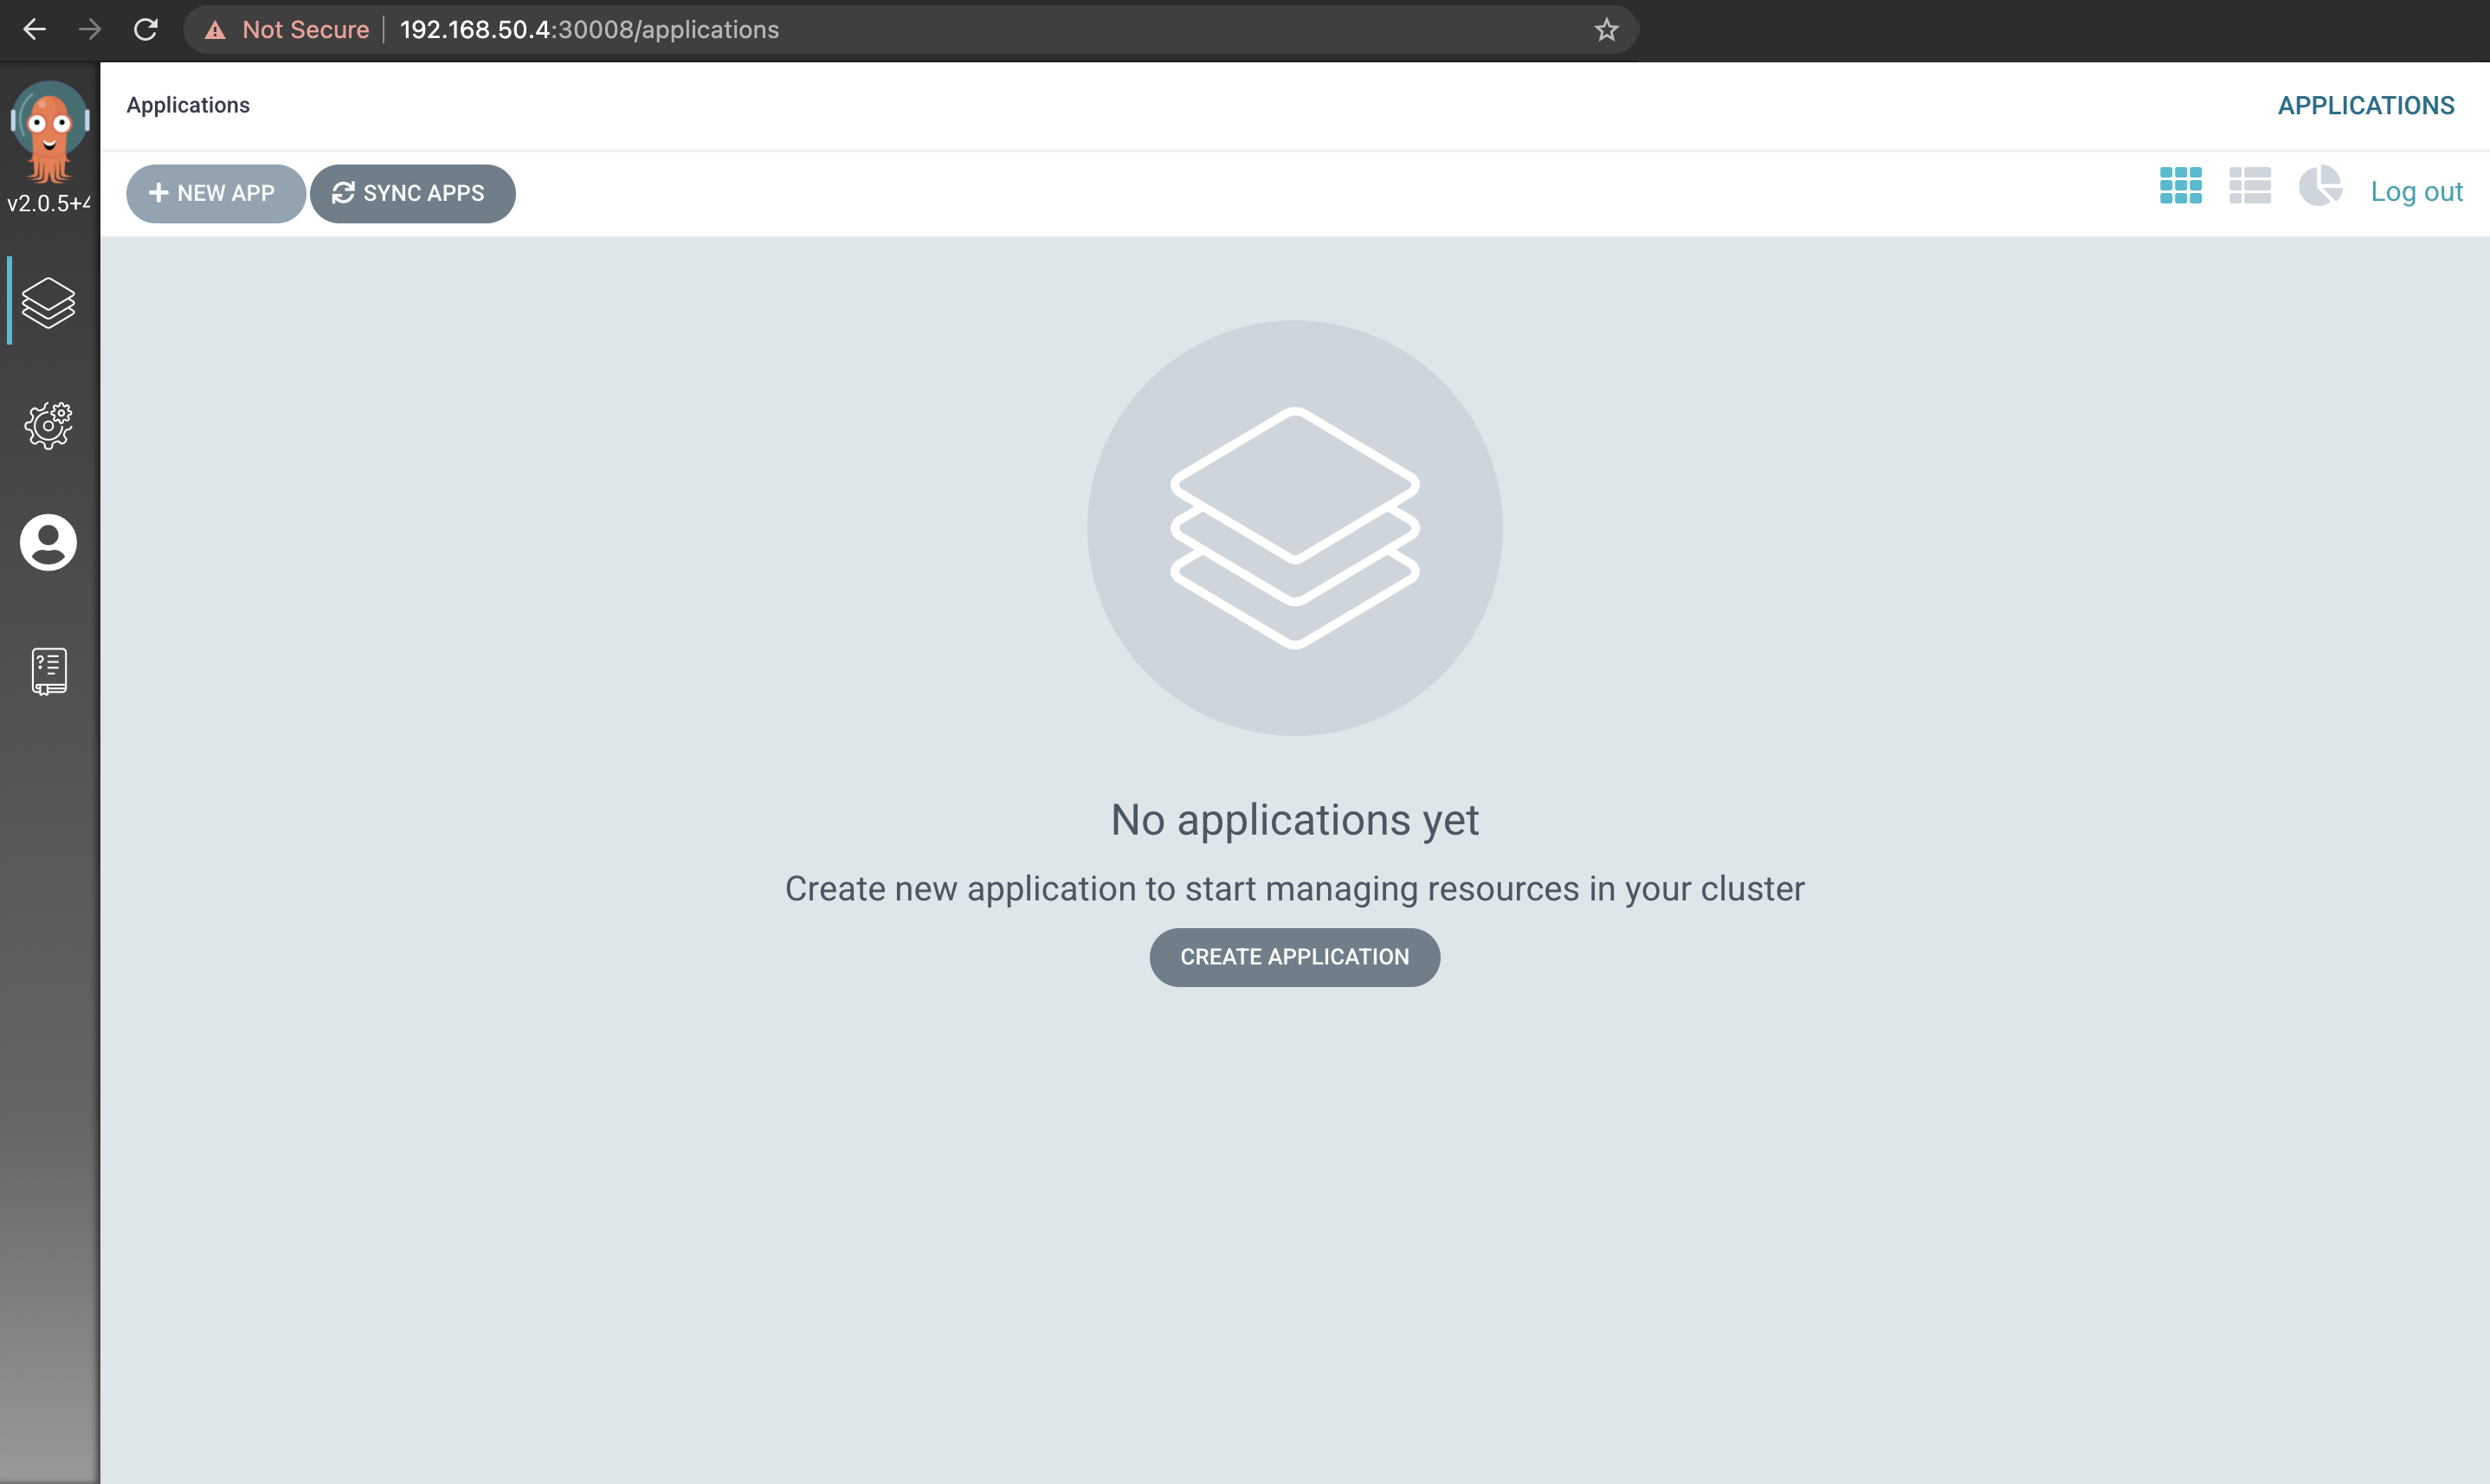 Not Secure 192.168.50.4:30008/applications
Applications
APPLICATIONS
v2.0.5+
NEW APP
SYNC APPS
Log out
No applications yet
Create new application to start managing resources in your cluster
CREATE APPLICATION